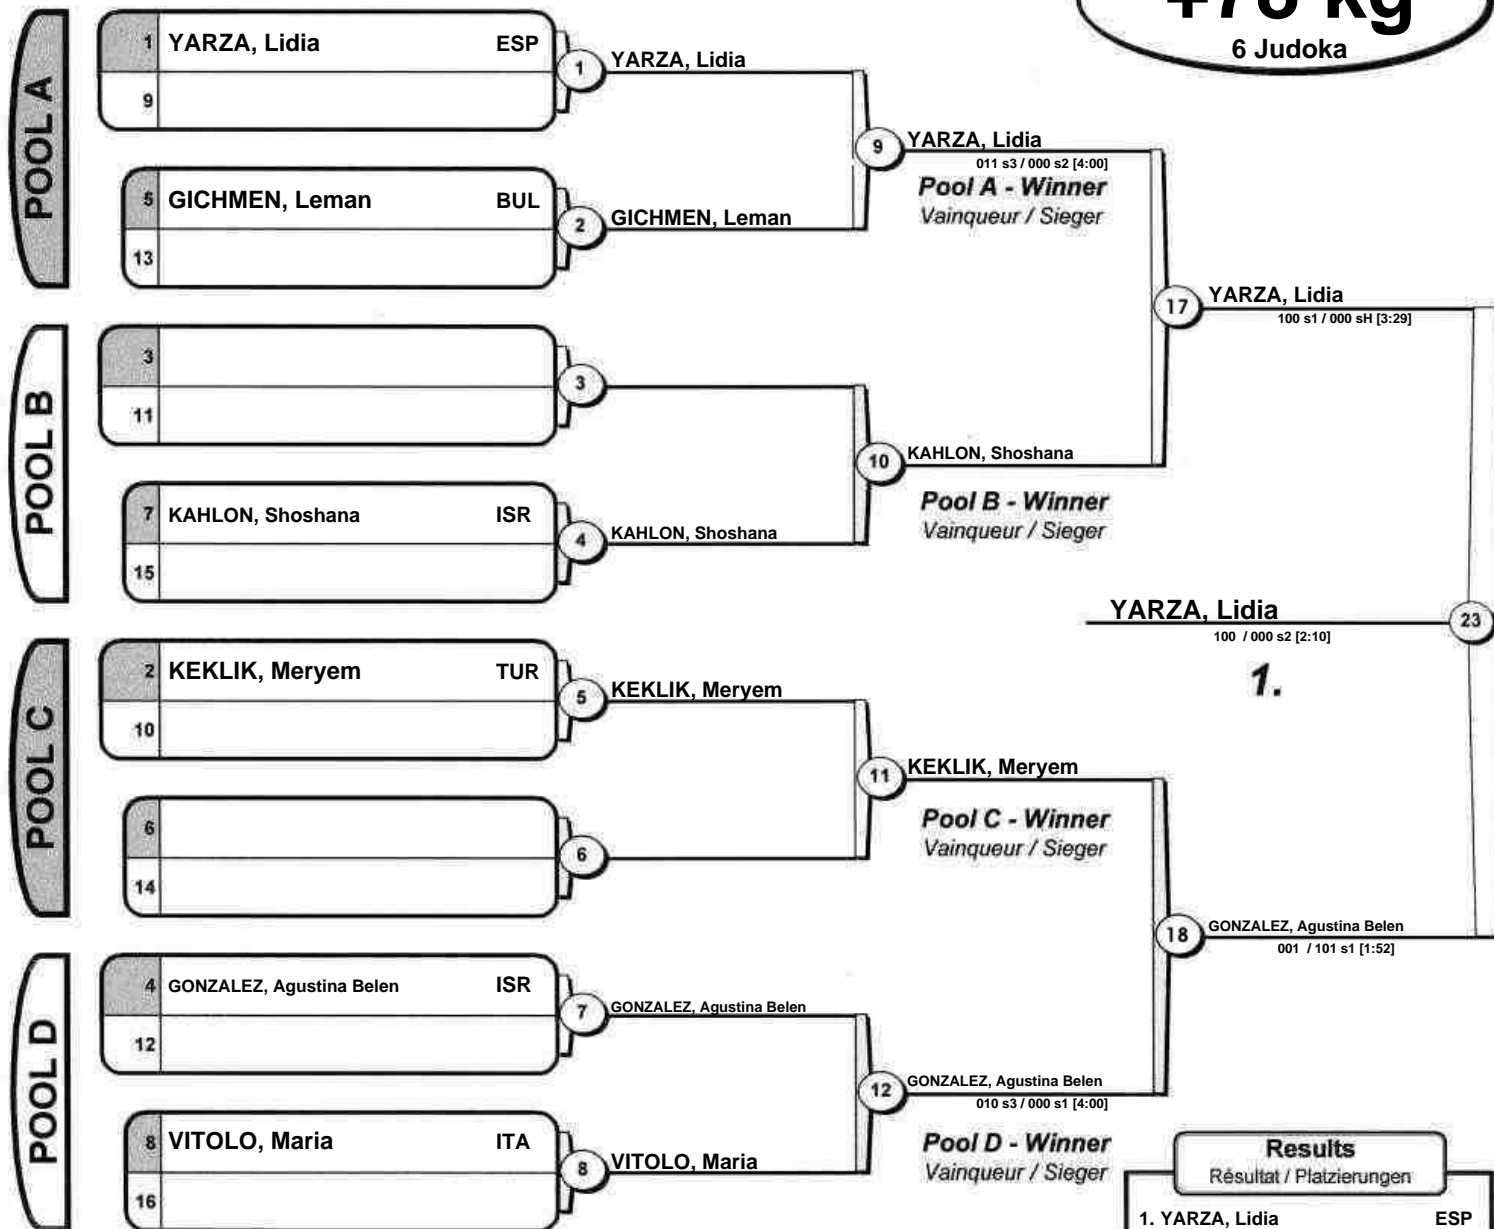 +78 kg
6 Judoka
POOL A
1 YARZA, Lidia ESP
9
1 YARZA, Lidia
5 GICHMEN, Leman BUL
13
2 GICHMEN, Leman
9 YARZA, Lidia
011 s3 / 000 s2 [4:00]
Pool A - Winner
Vainqueur / Sieger
POOL B
3
11
3
7 KAHLON, Shoshana ISR
15
4 KAHLON, Shoshana
10 KAHLON, Shoshana
Pool B - Winner
Vainqueur / Sieger
17 YARZA, Lidia
100 s1 / 000 sH [3:29]
YARZA, Lidia 23
100 / 000 s2 [2:10]
1.
POOL C
2 KEKLIK, Meryem TUR
10
5 KEKLIK, Meryem
6
14
6
11 KEKLIK, Meryem
Pool C - Winner
Vainqueur / Sieger
POOL D
4 GONZALEZ, Agustina Belen ISR
12
7 GONZALEZ, Agustina Belen
8 VITOLO, Maria ITA
16
8 VITOLO, Maria
12 GONZALEZ, Agustina Belen
010 s3 / 000 s1 [4:00]
Pool D - Winner
Vainqueur / Sieger
18 GONZALEZ, Agustina Belen
001 / 101 s1 [1:52]
Results
Résultat / Platzierungen
1. YARZA, Lidia ESP